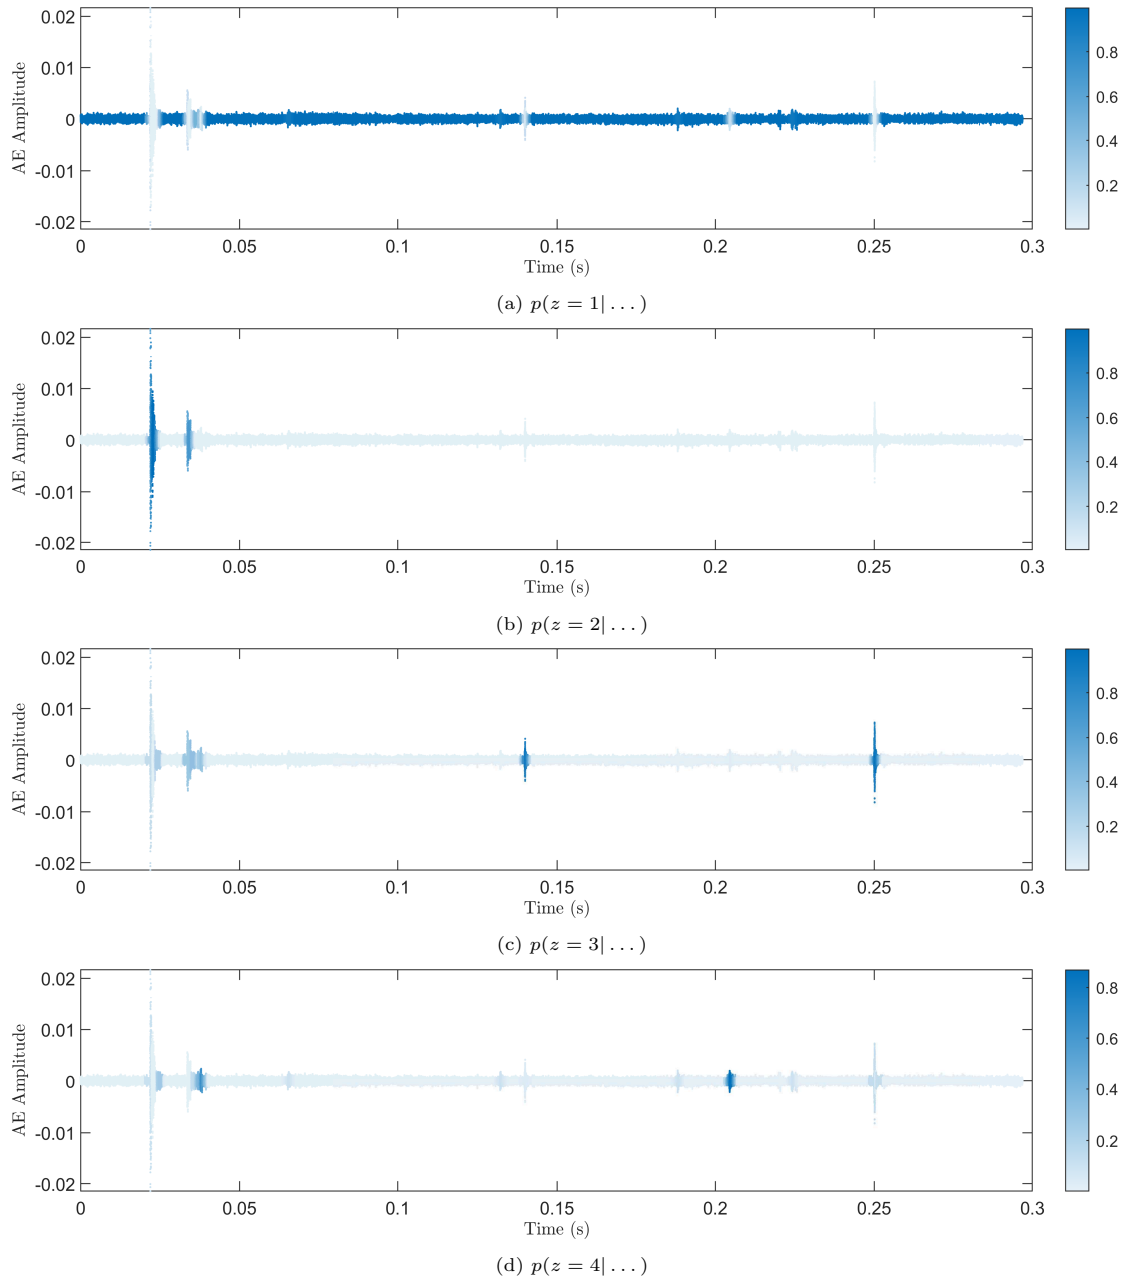 0.02
0.01
0
-0.01
-0.02
AE Amplitude
0 0.05 0.1 0.15 0.2 0.25 0.3
Time (s)
0.8
0.6
0.4
0.2
(a) p(z = 1| . . . )
0.02
0.01
0
-0.01
-0.02
AE Amplitude
0 0.05 0.1 0.15 0.2 0.25 0.3
Time (s)
0.8
0.6
0.4
0.2
(b) p(z = 2| . . . )
0.02
0.01
0
-0.01
-0.02
AE Amplitude
0 0.05 0.1 0.15 0.2 0.25 0.3
Time (s)
0.8
0.6
0.4
0.2
(c) p(z = 3| . . . )
0.02
0.01
0
-0.01
-0.02
AE Amplitude
0 0.05 0.1 0.15 0.2 0.25 0.3
Time (s)
0.8
0.6
0.4
0.2
(d) p(z = 4| . . . )